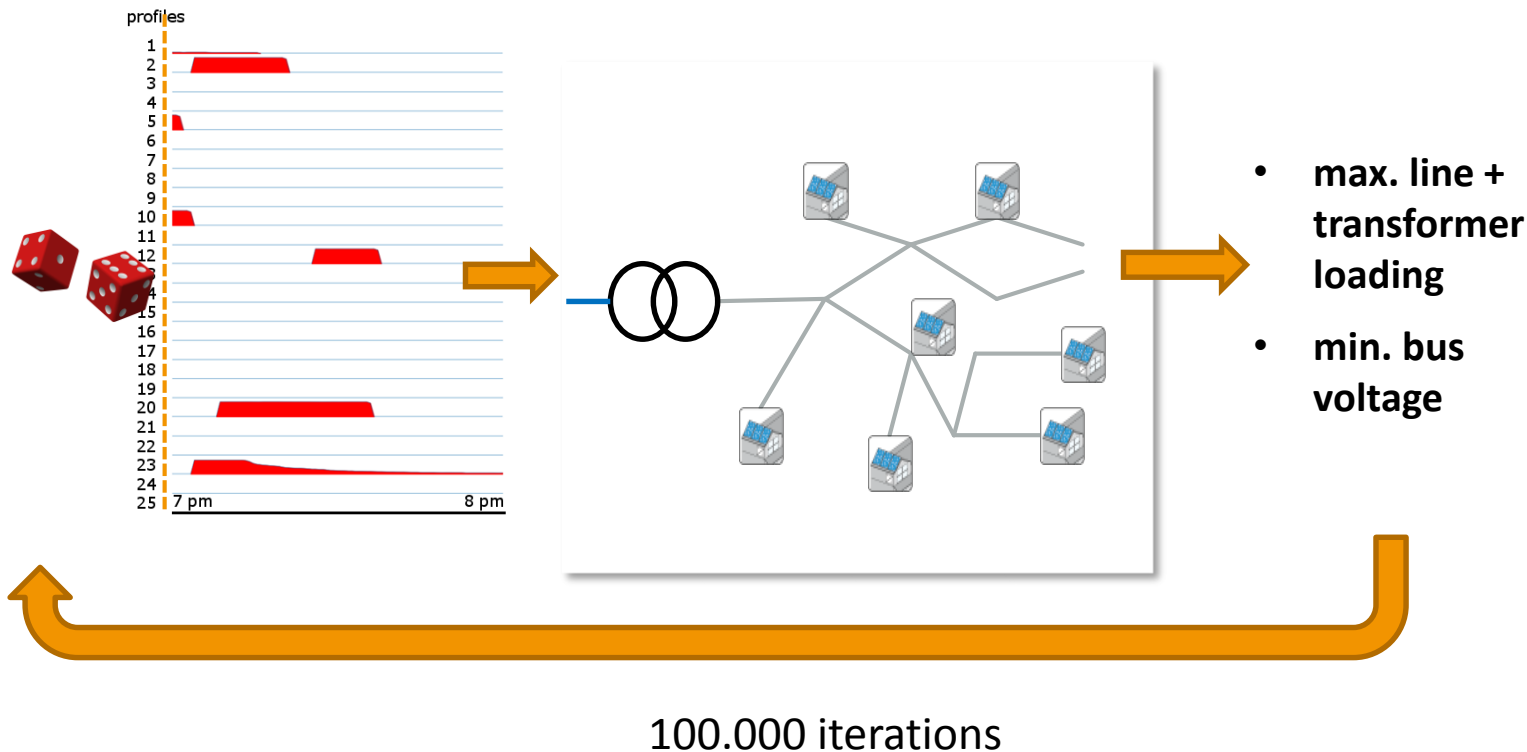 profiles
1
2
3
4
5
6
7
8
9
10
11
12
4
15
16
17
18
19
20
21
22
23
24
25
7 pm
8 pm
• max. line +
transformer
loading
• min. bus
voltage
100.000 iterations